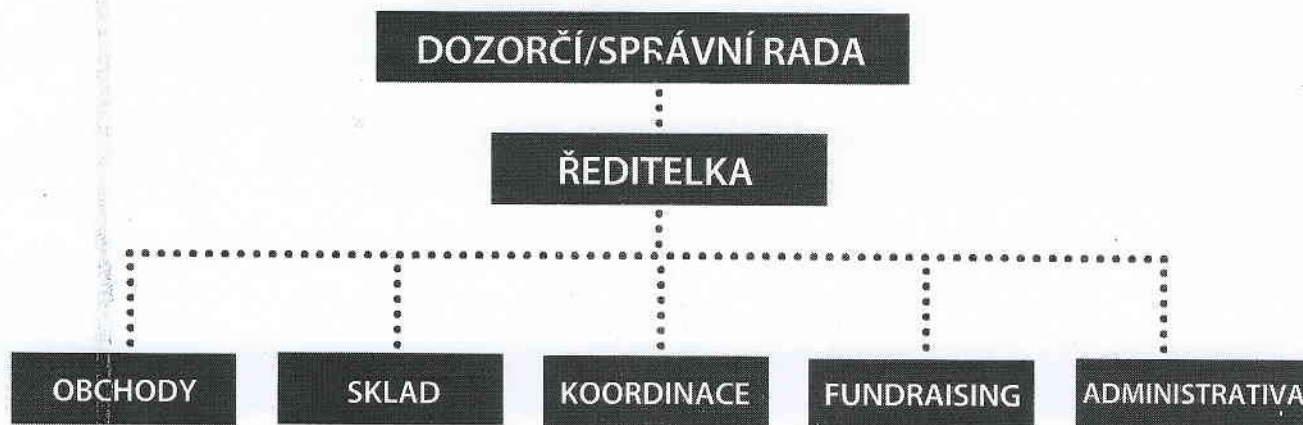 DOZORČÍ/SPRÁVNÍ RADA
ŘEDITELKA
OBCHODY
SKLAD
KOORDINACE
FUNDRAISING
ADMINISTRATIVA